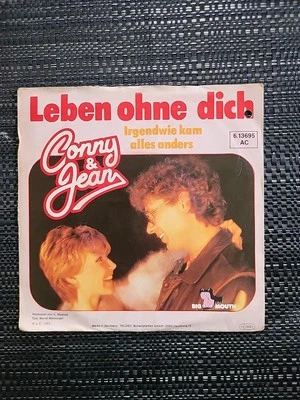 Leben ohne dich
Irgendwie kam
alles anders
6.13695
AC
Conny
& Jean
BIG MOUTH